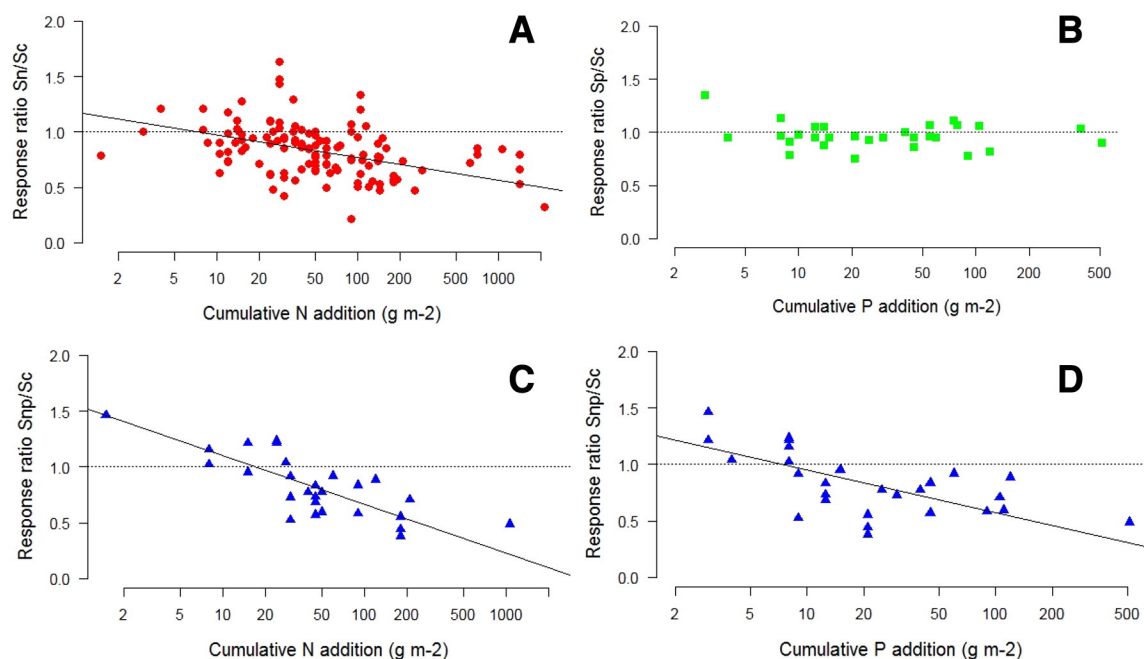 A
Response ratio Sn/Sc
2.0
1.5
1.0
0.5
0.0
2 5 10 20 50 100 200 500 1000
Cumulative N addition (g m-2)
B
Response ratio Sp/Sc
2.0
1.5
1.0
0.5
0.0
2 5 10 20 50 100 200 500
Cumulative P addition (g m-2)
C
Response ratio Snp/Sc
2.0
1.5
1.0
0.5
0.0
2 5 10 20 50 100 200 500 1000
Cumulative N addition (g m-2)
D
Response ratio Snp/Sc
2.0
1.5
1.0
0.5
0.0
2 5 10 20 50 100 200 500
Cumulative P addition (g m-2)